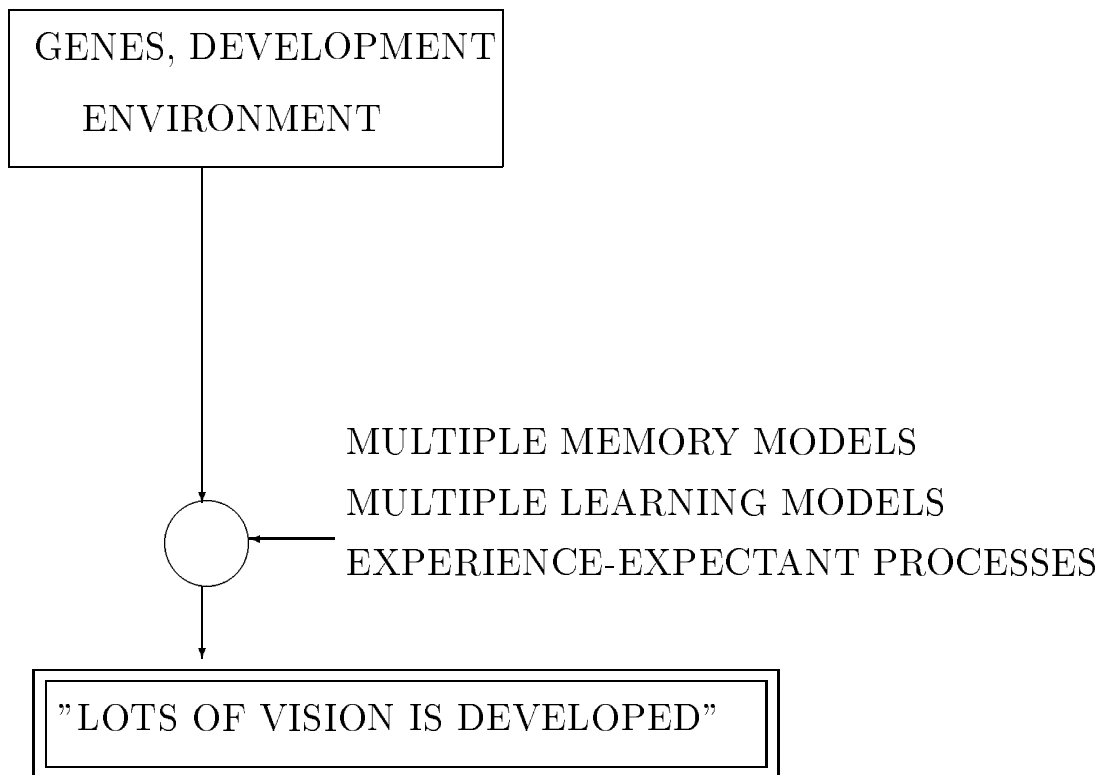 GENES, DEVELOPMENT
ENVIRONMENT
MULTIPLE MEMORY MODELS
MULTIPLE LEARNING MODELS
EXPERIENCE-EXPECTANT PROCESSES
”LOTS OF VISION IS DEVELOPED”